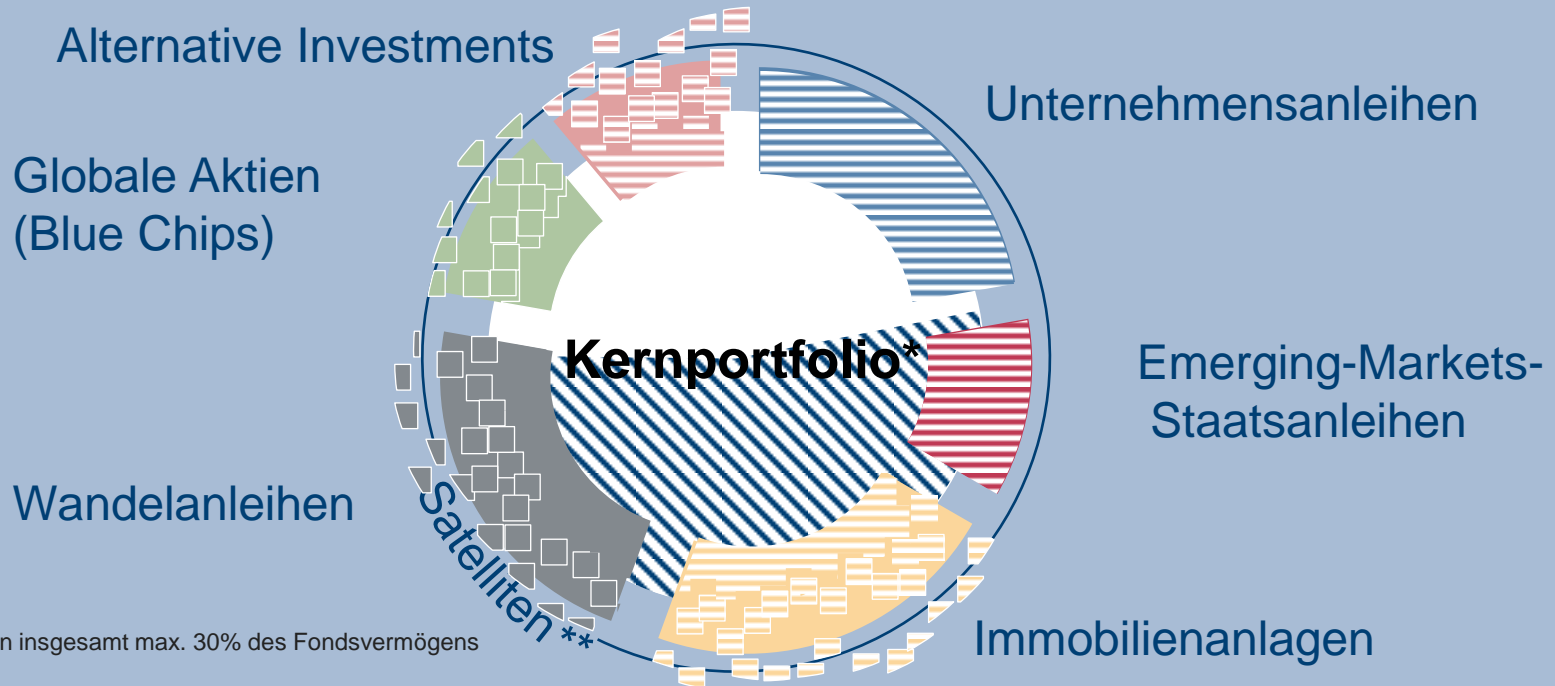 Alternative Investments
Unternehmensanleihen
Globale Aktien
(Blue Chips)
Kernportfolio*
Emerging-Markets-
Staatsanleihen
Wandelanleihen
Satelliten **
insgesamt max. 30% des Fondsvermögens
Immobilienanlagen